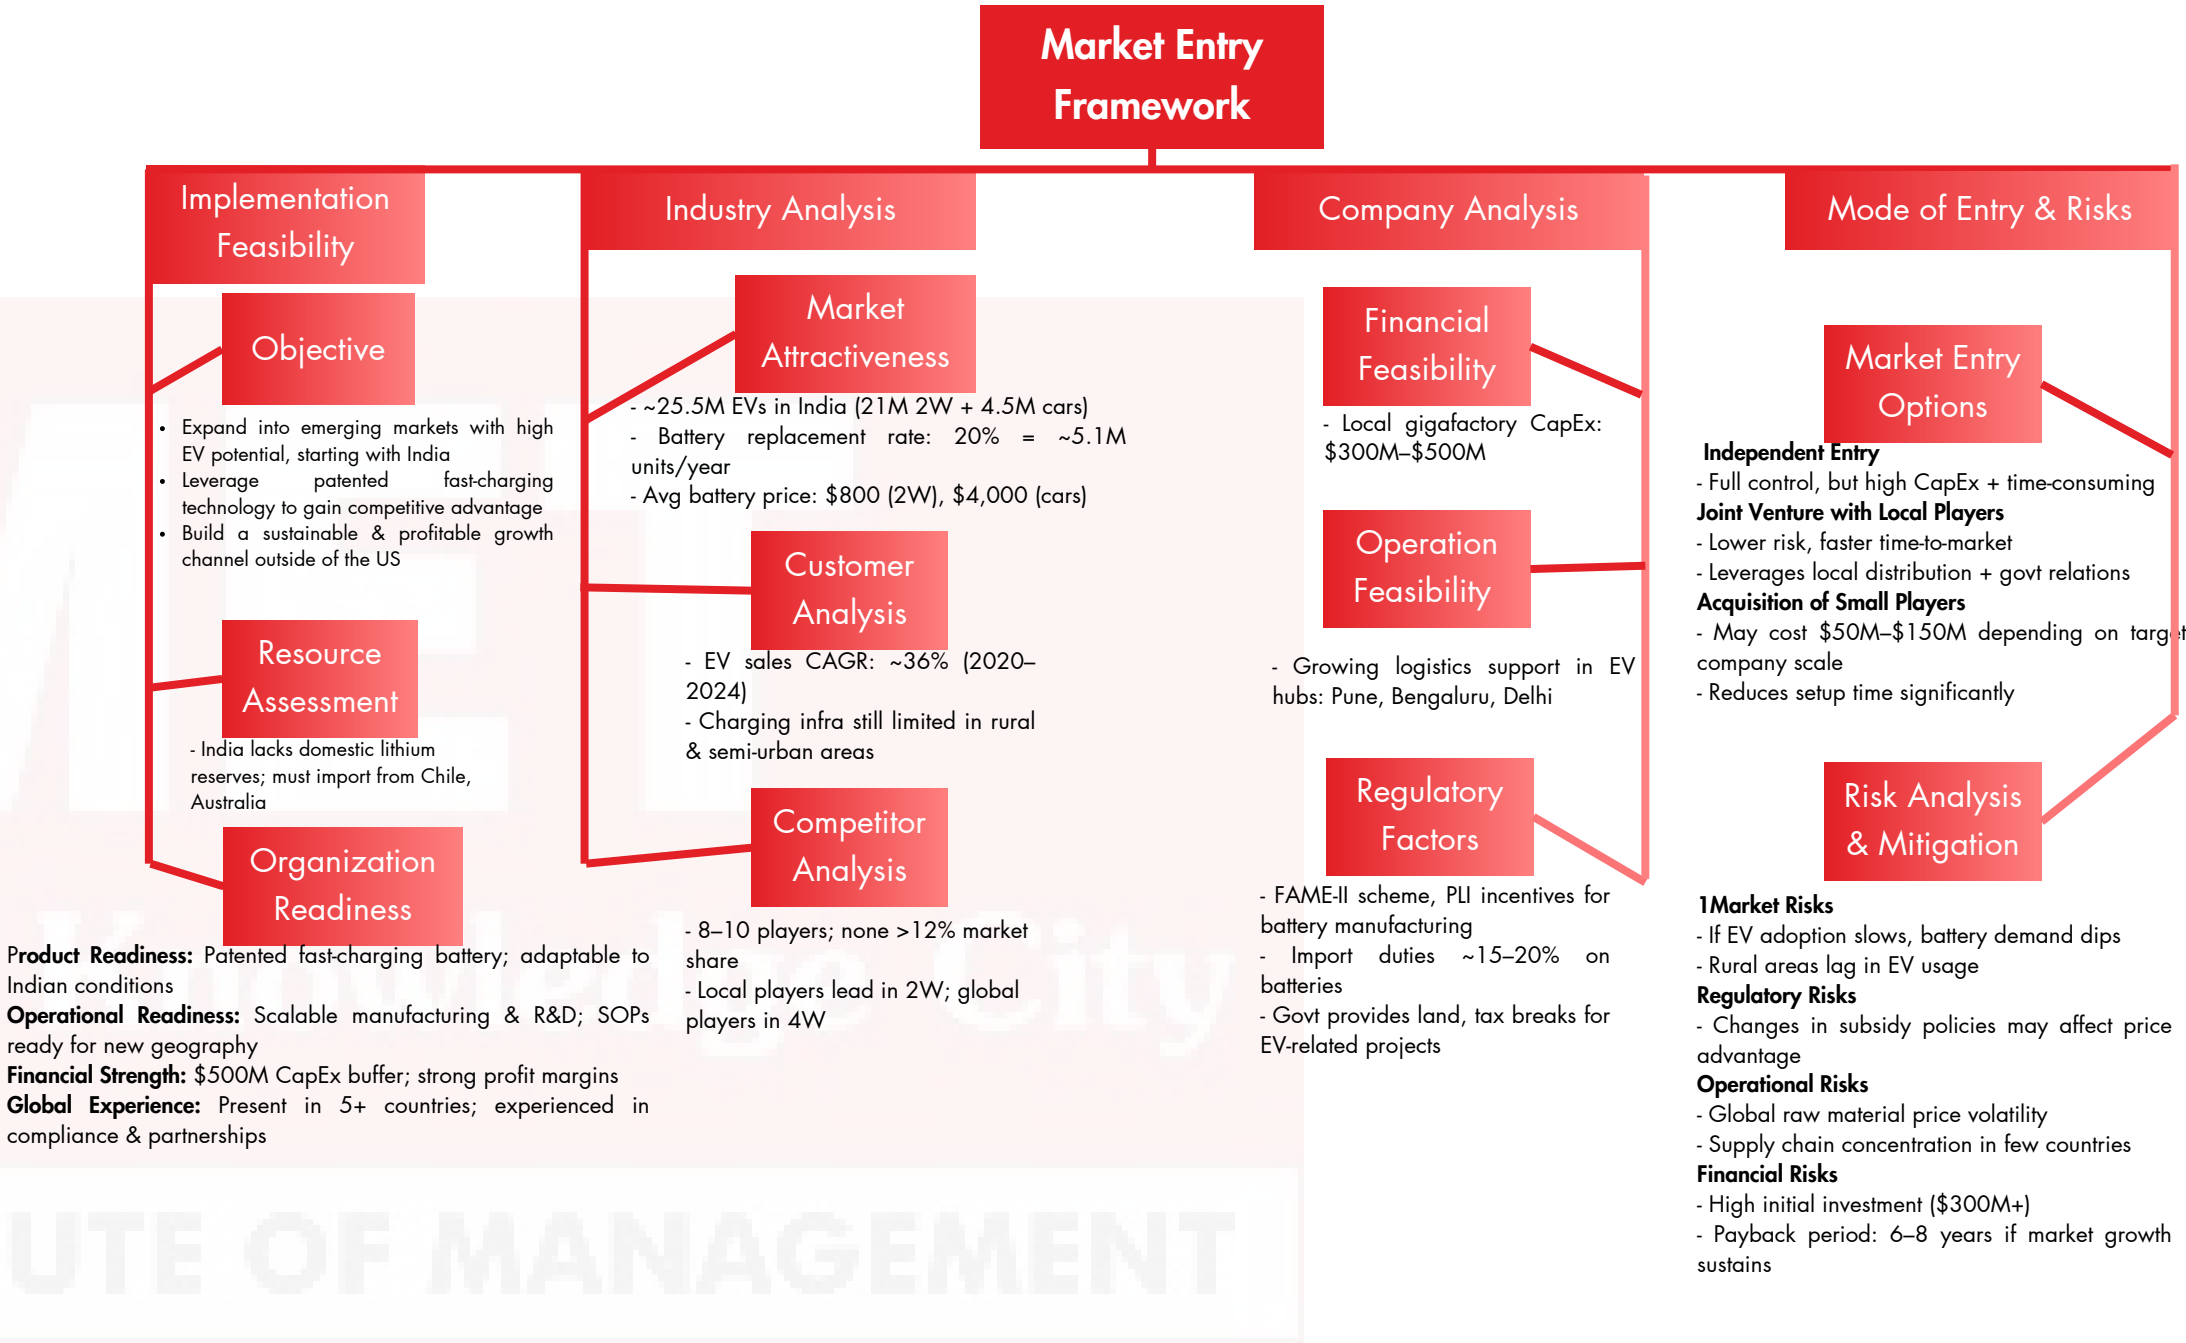 Market Entry
Framework
Implementation
Feasibility
Objective
• Expand into emerging markets with high
EV potential, starting with India
• Leverage patented fast-charging
technology to gain competitive advantage
• Build a sustainable & profitable growth
channel outside of the US
Resource
Assessment
- India lacks domestic lithium
reserves; must import from Chile,
Australia
Organization
Readiness
Product Readiness: Patented fast-charging battery; adaptable to
Indian conditions
Operational Readiness: Scalable manufacturing & R&D; SOPs
ready for new geography
Financial Strength: $500M CapEx buffer; strong profit margins
Global Experience: Present in 5+ countries; experienced in
compliance & partnerships
Industry Analysis
Market
Attractiveness
- ~25.5M EVs in India (21M 2W + 4.5M cars)
- Battery replacement rate: 20% = ~5.1M
units/year
- Avg battery price: $800 (2W), $4,000 (cars)
Customer
Analysis
- EV sales CAGR: ~36% (2020–
2024)
- Charging infra still limited in rural
& semi-urban areas
Competitor
Analysis
- 8–10 players; none >12% market
share
- Local players lead in 2W; global
players in 4W
Company Analysis
Financial
Feasibility
- Local gigafactory CapEx:
$300M–$500M
Operation
Feasibility
- Growing logistics support in EV
hubs: Pune, Bengaluru, Delhi
Regulatory
Factors
- FAME-II scheme, PLI incentives for
battery manufacturing
- Import duties ~15–20% on
batteries
- Govt provides land, tax breaks for
EV-related projects
Mode of Entry & Risks
Market Entry
Options
Independent Entry
- Full control, but high CapEx + time-consuming
Joint Venture with Local Players
- Lower risk, faster time-to-market
- Leverages local distribution + govt relations
Acquisition of Small Players
- May cost $50M–$150M depending on target
company scale
- Reduces setup time significantly
Risk Analysis
& Mitigation
1Market Risks
- If EV adoption slows, battery demand dips
- Rural areas lag in EV usage
Regulatory Risks
- Changes in subsidy policies may affect price
advantage
Operational Risks
- Global raw material price volatility
- Supply chain concentration in few countries
Financial Risks
- High initial investment ($300M+)
- Payback period: 6–8 years if market growth
sustains
MET
Knowledge City
UTE OF MANAGEMENT